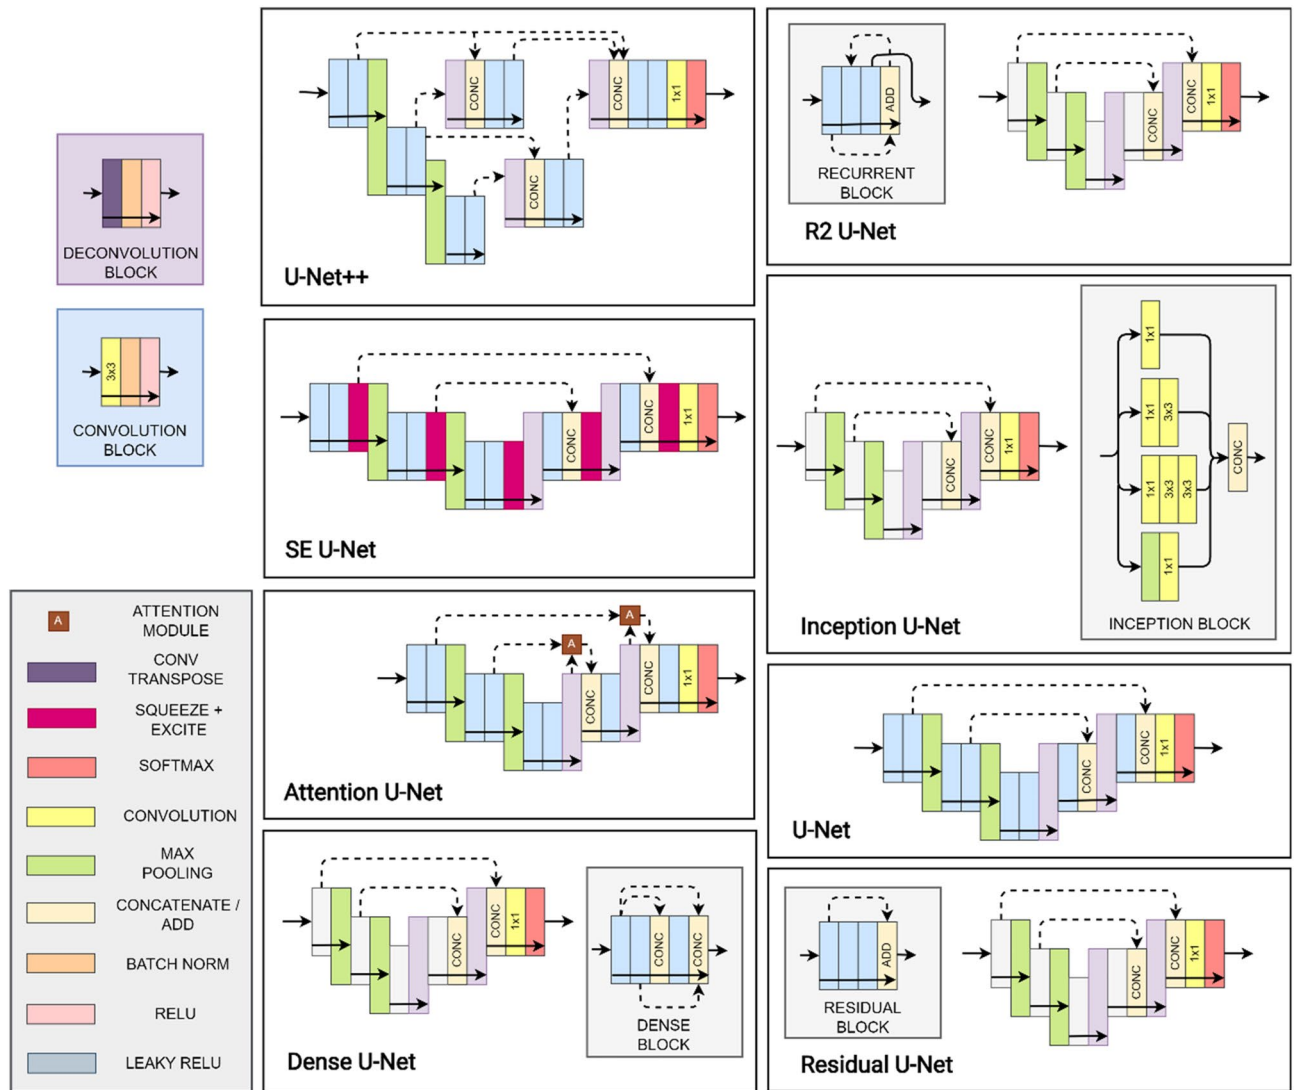 DECONVOLUTION
BLOCK
3x3
CONVOLUTION
BLOCK
A
ATTENTION
MODULE
CONV
TRANSPOSE
SQUEEZE +
EXCITE
SOFTMAX
CONVOLUTION
MAX
POOLING
CONCATENATE /
ADD
BATCH NORM
RELU
LEAKY RELU
CONC
CONC
1x1
CONC
U-Net++
CONC
CONC
1x1
SE U-Net
A
A
CONC
CONC
1x1
Attention U-Net
CONC
CONC
1x1
CONC
CONC
DENSE
BLOCK
Dense U-Net
ADD
RECURRENT
BLOCK
CONC
CONC
1x1
R2 U-Net
CONC
CONC
1x1
1x1
1x1
3x3
1x1
3x3
3x3
1x1
CONC
INCEPTION BLOCK
Inception U-Net
CONC
CONC
1x1
U-Net
ADD
RESIDUAL
BLOCK
CONC
CONC
1x1
Residual U-Net